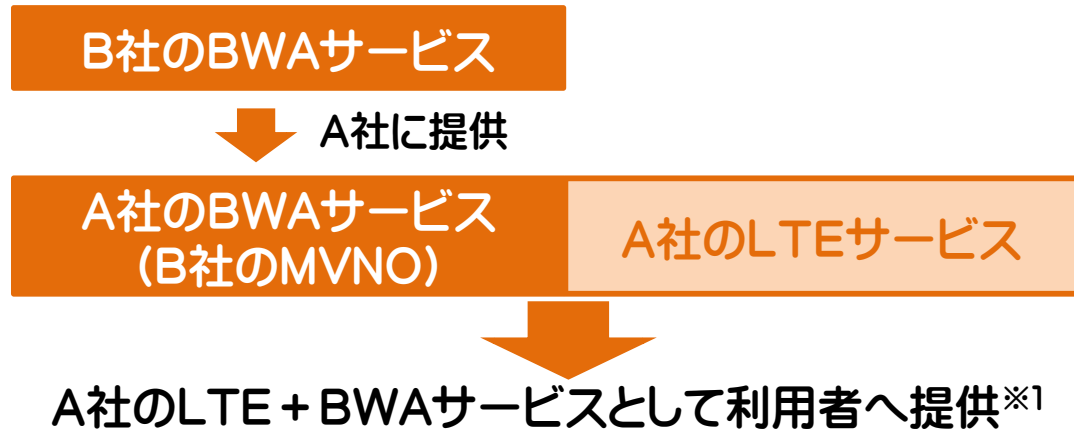 B社のBWAサービス
A社に提供
A社のBWAサービス
(B社のMVNO)
A社のLTEサービス
A社のLTE+BWAサービスとして利用者へ提供※1